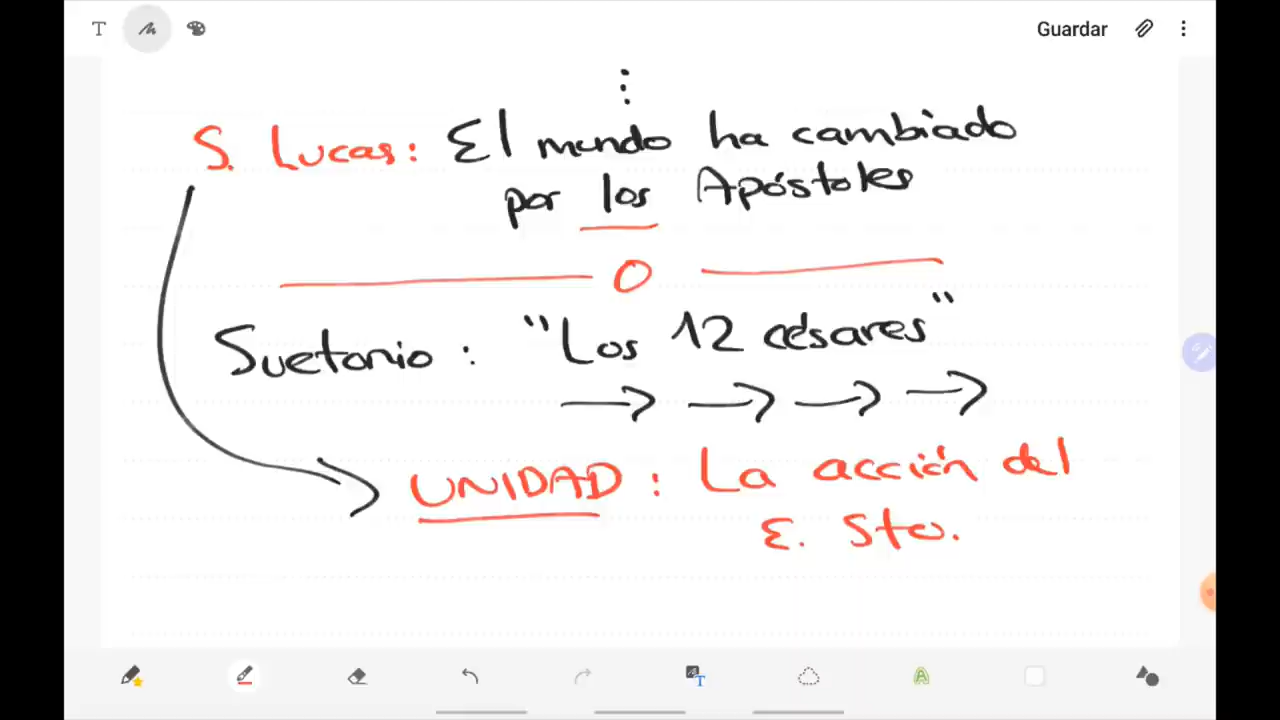 T
Guardar
S. Lucas: El mundo ha cambiado
por los Apóstoles
O
Suetonio: "Los 12 césares"
UNIDAD: La acción del
E. Sto.
T
A